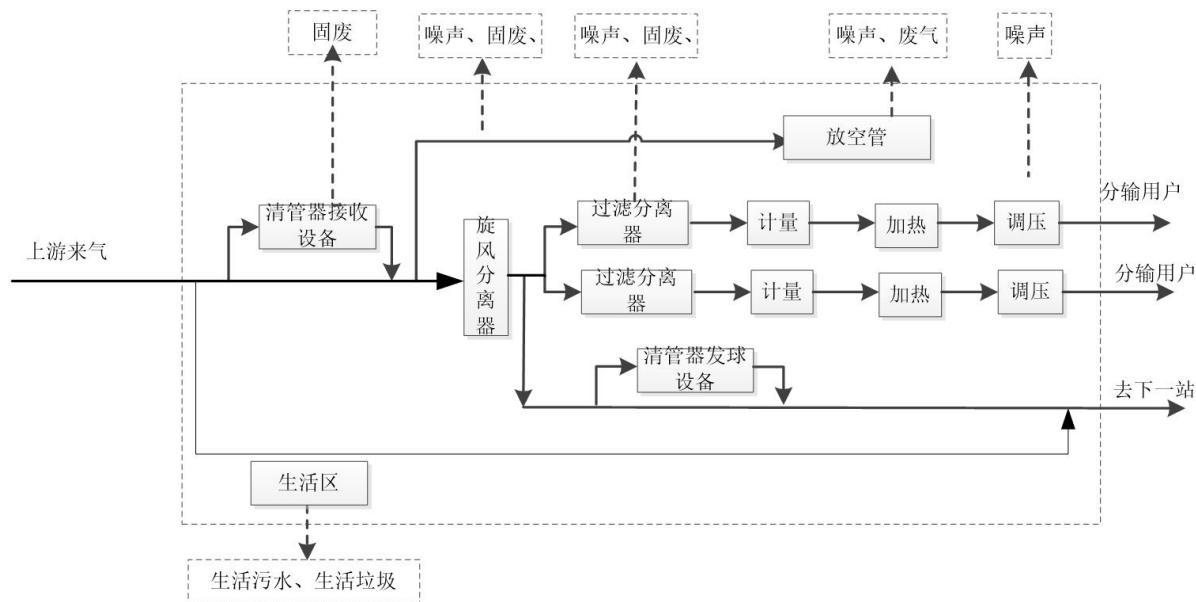 固废
噪声、固废、
噪声、固废、
噪声、废气
噪声
放空管
清管器接收
设备
上游来气
旋
风
分
离
器
过滤分离
器
计量
加热
调压
分输用户
过滤分离
器
计量
加热
调压
分输用户
清管器发球
设备
去下一站
生活区
生活污水、生活垃圾